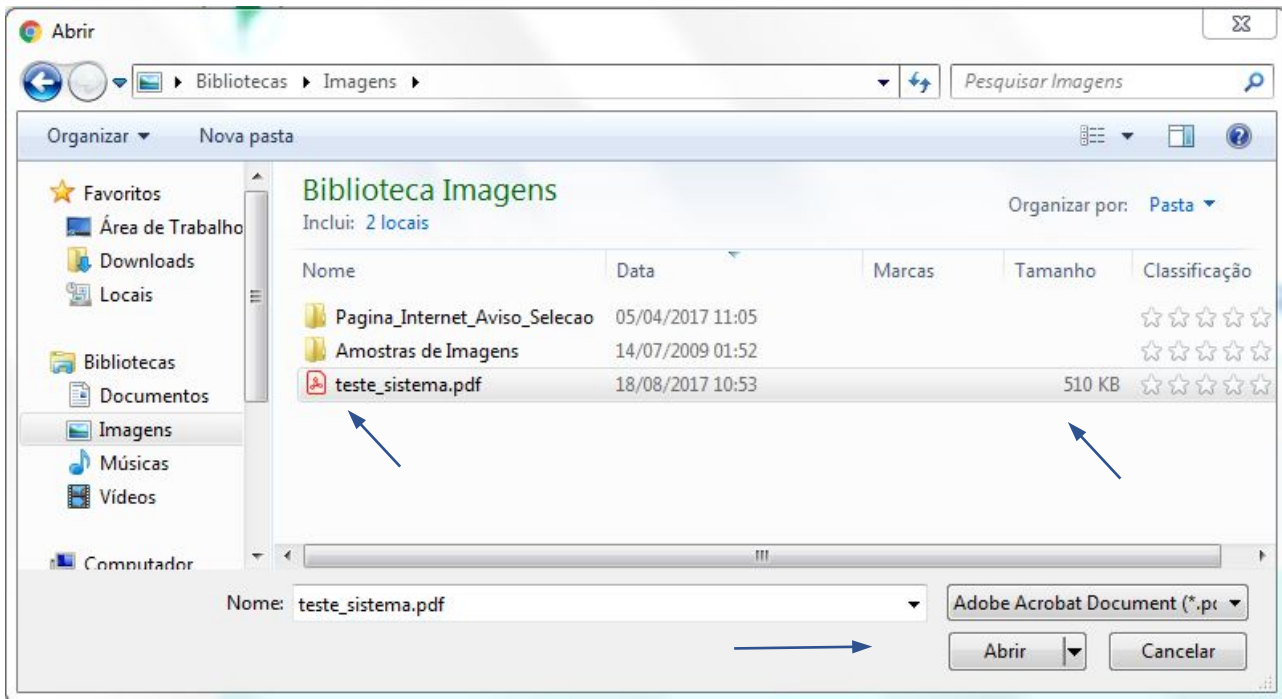 Abrir
Bibliotecas Imagens
Pesquisar Imagens
Organizar Nova pasta
Favoritos
Área de Trabalho
Downloads
Locais
Bibliotecas
Documentos
Imagens
Músicas
Vídeos
Computador
Biblioteca Imagens
Inclui: 2 locais
Organizar por: Pasta
Nome Data Marcas Tamanho Classificação
Pagina_Internet_Aviso_Selecao 05/04/2017 11:05
Amostras de Imagens 14/07/2009 01:52
teste_sistema.pdf 18/08/2017 10:53 510 KB
Nome: teste_sistema.pdf
Adobe Acrobat Document (*.pc
Abrir Cancelar